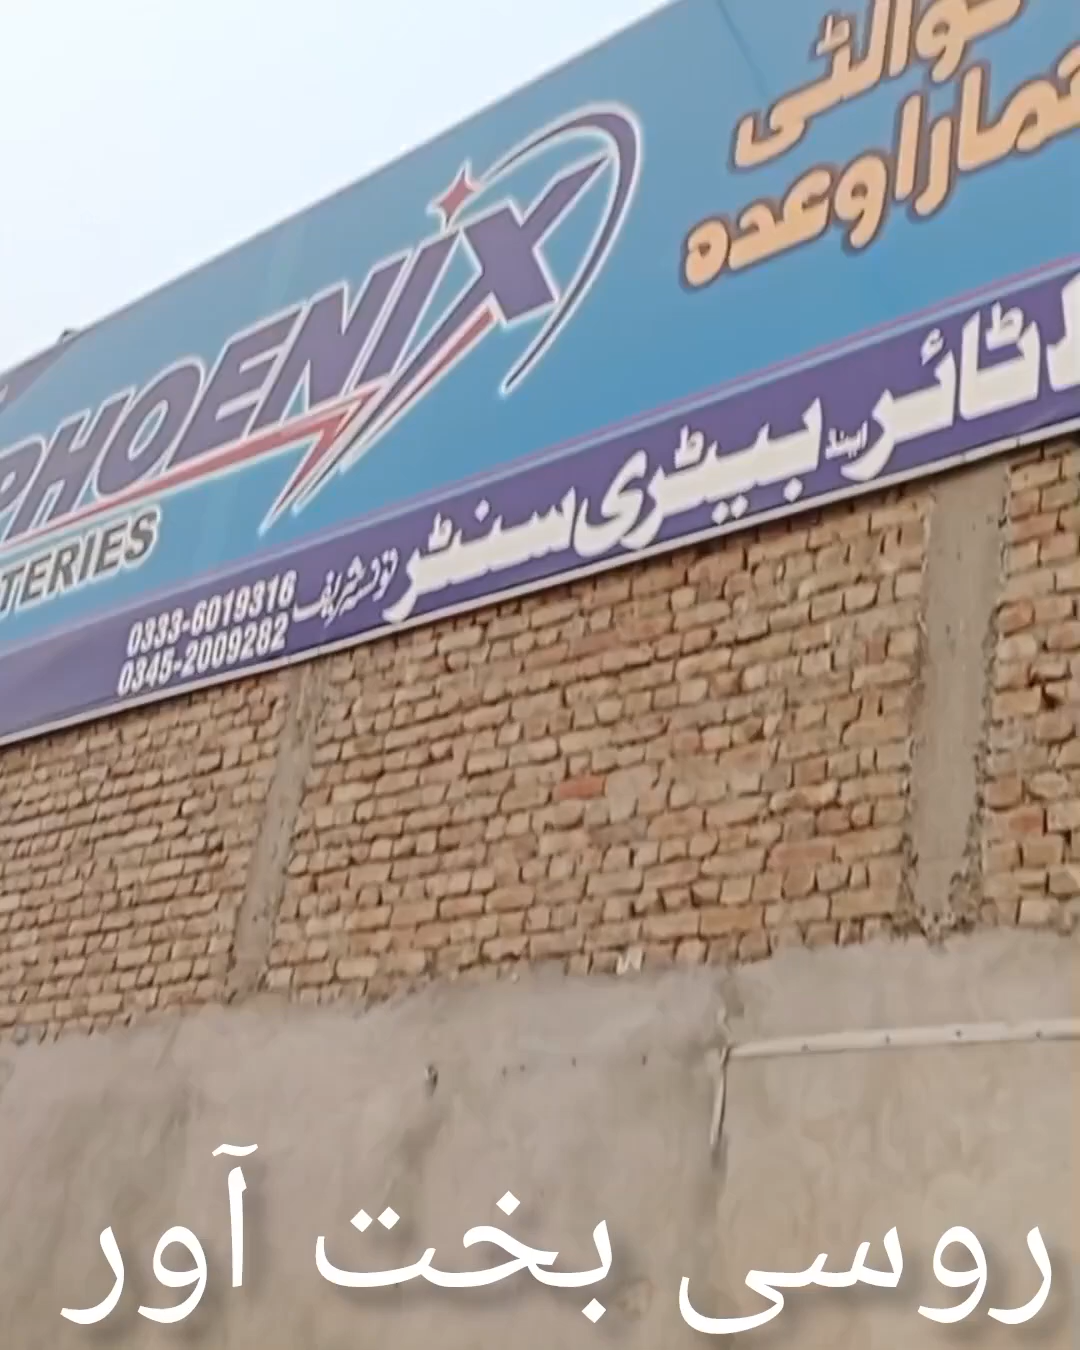 کوالٹی
ہمارا وعدہ
PHOENIX
TERIES
ٹائر اینڈ بیٹری سنٹر تونسہ شریف
0333-6019316
0345-2009282
روسی بخت آور